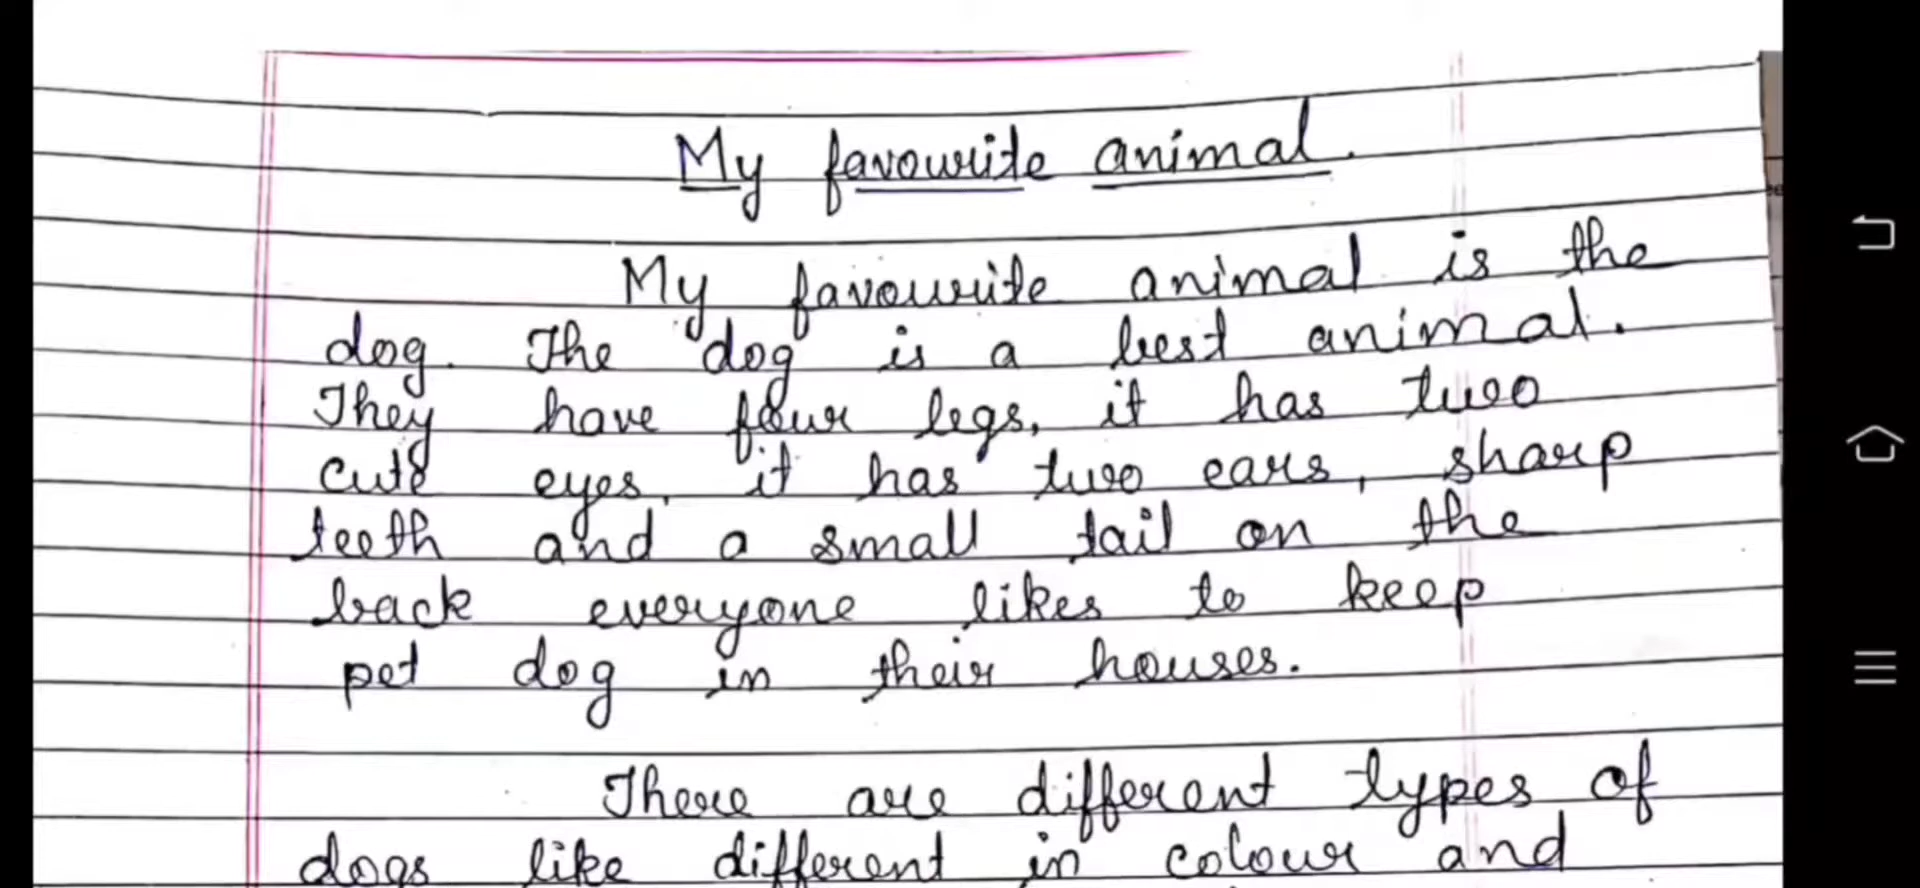 My favourite animal.
My favourite animal is the
dog. The dog is a best animal.
They have four legs, it has two
cute eyes, it has two ears, sharp
teeth and a small tail on the
back everyone likes to keep
pet dog in their houses.
There are different types of
dogs like different in colour and